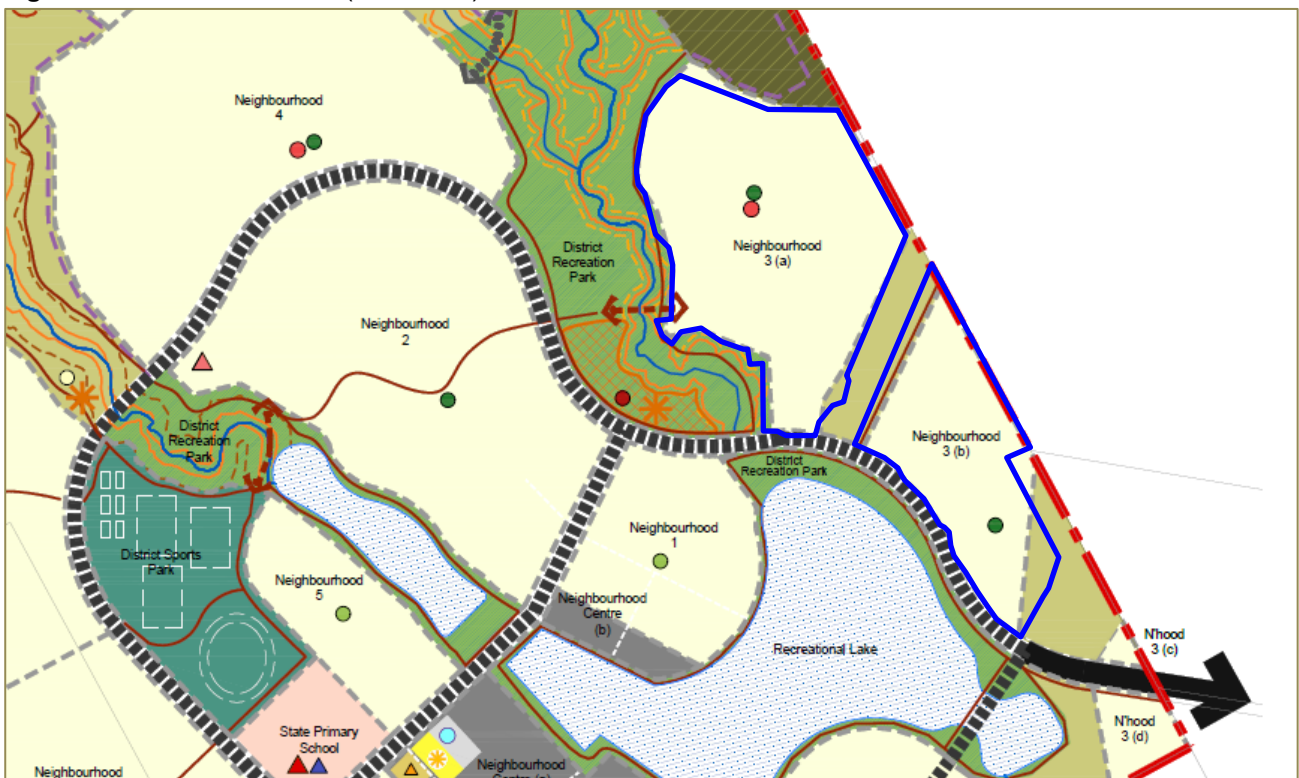 Neighbourhood
4
Neighbourhood
3 (a)
District
Recreation
Park
Neighbourhood
2
District
Recreation
Park
Neighbourhood
3 (b)
District
Recreation Park
Neighbourhood
1
District Sports
Park
Neighbourhood
5
Neighbourhood
Centre
(b)
Recreational Lake
N'hood
3 (c)
N'hood
3 (d)
State Primary
School
Neighbourhood
Neighbourhood